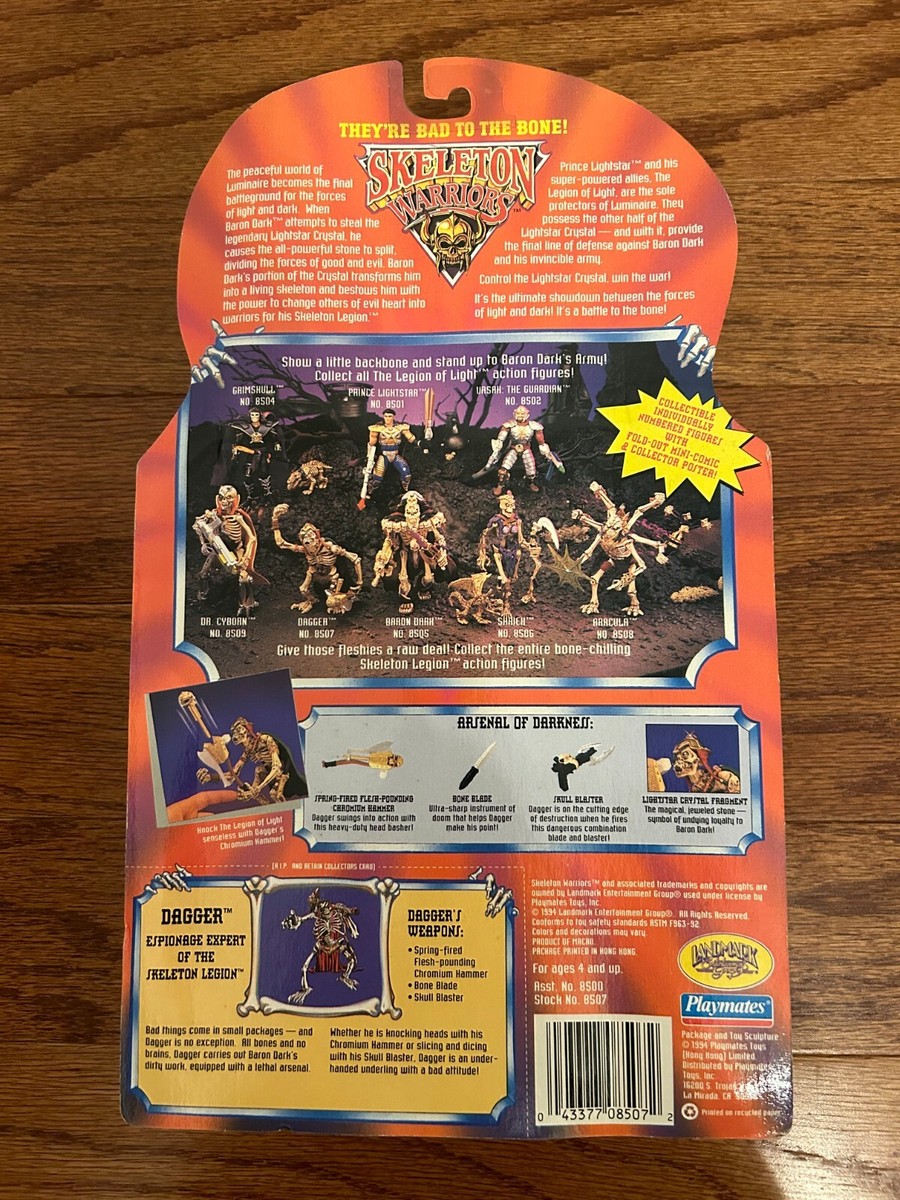 THEY'RE BAD TO THE BONE!
SKELETON
WARRIORS™
The peaceful world of
Luminaire becomes the final
battleground for the forces
of light and dark. When
Baron Dark™ attempts to steal the
legendary Lightstar Crystal, he
causes the all-powerful stone to split,
dividing the forces of good and evil. Baron
Dark's portion of the Crystal transforms him
into a living skeleton and bestows him with
the power to change others of evil heart into
warriors for his Skeleton Legion.™
Prince Lightstar™ and his
super-powered allies, The
Legion of Light, are the sole
protectors of Luminaire. They
possess the other half of the
Lightstar Crystal — and with it, provide
the final line of defense against Baron Dark
and his invincible army.
Control the Lightstar Crystal, win the war!
It's the ultimate showdown between the forces
of light and dark! It's a battle to the bone!
Show a little backbone and stand up to Baron Dark's Army!
Collect all The Legion of Light™ action figures!
GRIMSKULL™
NO. 8504
PRINCE LIGHTSTAR™
NO. 8501
URSAK: THE GUARDIAN™
NO. 8502
COLLECTIBLE
INDIVIDUALLY
NUMBERED FIGURES
WITH
FOLD-OUT MINI-COMIC
& COLLECTOR POSTER!
DR. CYBORN™
NO. 8509
DAGGER™
NO. 8507
BARON DARK™
NO. 8505
SHRIEK™
NO. 8506
ARACULA™
NO. 8508
Give those fleshies a raw deal! Collect the entire bone-chilling
Skeleton Legion™ action figures!
Knock The Legion of Light
senseless with Dagger's
Chromium Hammer!
ARSENAL OF DARKNESS:
SPRING-FIRED FLESH-POUNDING
CHROMIUM HAMMER
Dagger swings into action with
this heavy-duty head basher!
BONE BLADE
Ultra-sharp instrument of
doom that helps Dagger
make his point!
SKULL BLASTER
Dagger is on the cutting edge
of destruction when he fires
this dangerous combination
blade and blaster!
LIGHTSTAR CRYSTAL FRAGMENT
The magical, jeweled stone —
symbol of undying loyalty to
Baron Dark!
(R.I.P. AND RETAIN COLLECTORS CARD)
DAGGER™
ESPIONAGE EXPERT
OF THE
SKELETON LEGION™
DAGGER'S
WEAPONS:
• Spring-fired
Flesh-pounding
Chromium Hammer
• Bone Blade
• Skull Blaster
Bad things come in small packages — and
Dagger is no exception. All bones and no
brains, Dagger carries out Baron Dark's
dirty work, equipped with a lethal arsenal.
Whether he is knocking heads with his
Chromium Hammer or slicing and dicing
with his Skull Blaster, Dagger is an under-
handed underling with a bad attitude!
Skeleton Warriors™ and associated trademarks and copyrights are
owned by Landmark Entertainment Group® used under license by
Playmates Toys, Inc.
© 1994 Landmark Entertainment Group®. All Rights Reserved.
Conforms to toy safety standards ASTM F963-92
Colors and decorations may vary.
PRODUCT OF MACAU.
PACKAGE PRINTED IN HONG KONG.
For ages 4 and up.
Asst. No. 8500
Stock No. 8507
LANDMARK
Playmates®
Package and Toy Sculpture
© 1994 Playmates Toys
(Hong Kong) Limited
Distributed by Playmates
Toys, Inc.
16200 S.
La Mirada, CA
Printed on recycled paper
0 43377 08507 2